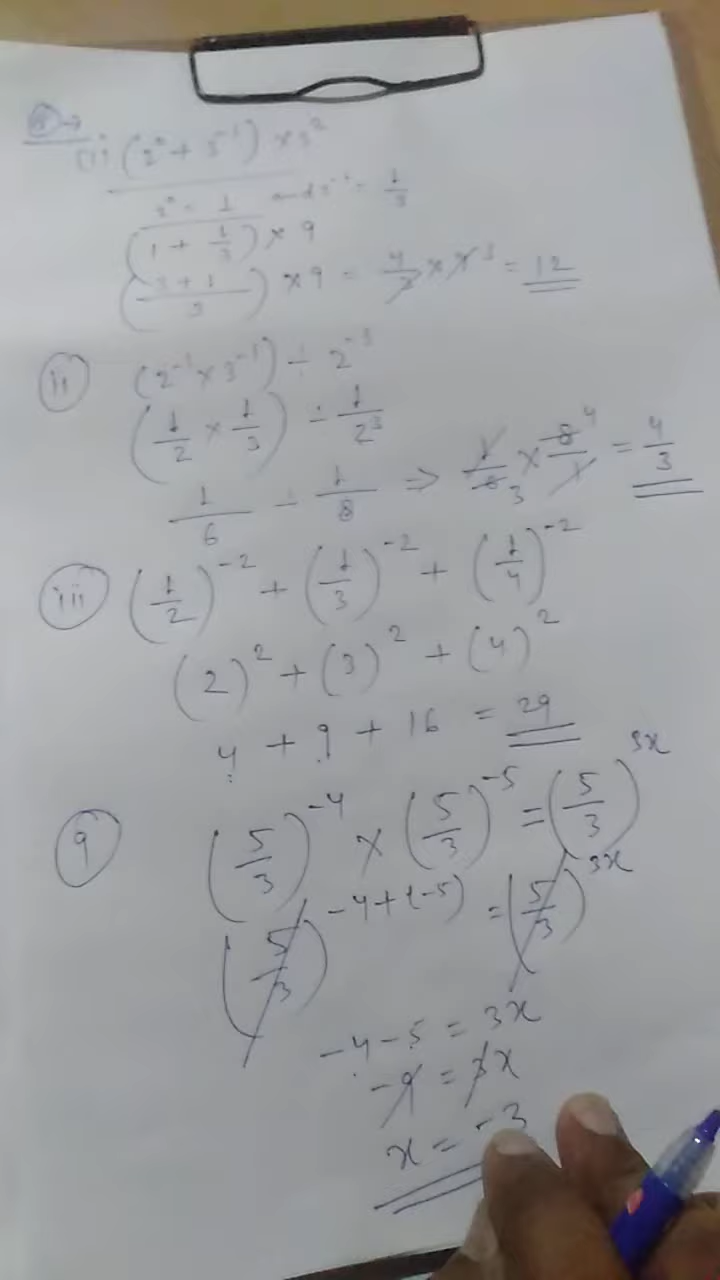 (i) (2⁰ + 3⁻¹) × 3²
2⁰ = 1 and 3⁻¹ = 1/3
(1 + 1/3) × 9
(3+1/3) × 9 = 4/3 × 9 3 = 12
(ii) (2⁻¹ × 3⁻¹) ÷ 2⁻³
(1/2 × 1/3) ÷ 1/2³
1/6 ÷ 1/8 ⇒ 1/6 3 × 8/1 4 = 4/3
(iii) (1/2)⁻² + (1/3)⁻² + (1/4)⁻²
(2)² + (3)² + (4)²
4 + 9 + 16 = 29
(9) (5/3)⁻⁴ × (5/3)⁻⁵ = (5/3)³ˣ
(5/3)⁻⁴⁺⁽⁻⁵⁾ = (5/3)³ˣ
-4-5 = 3x
-9 = 3x
x = -3